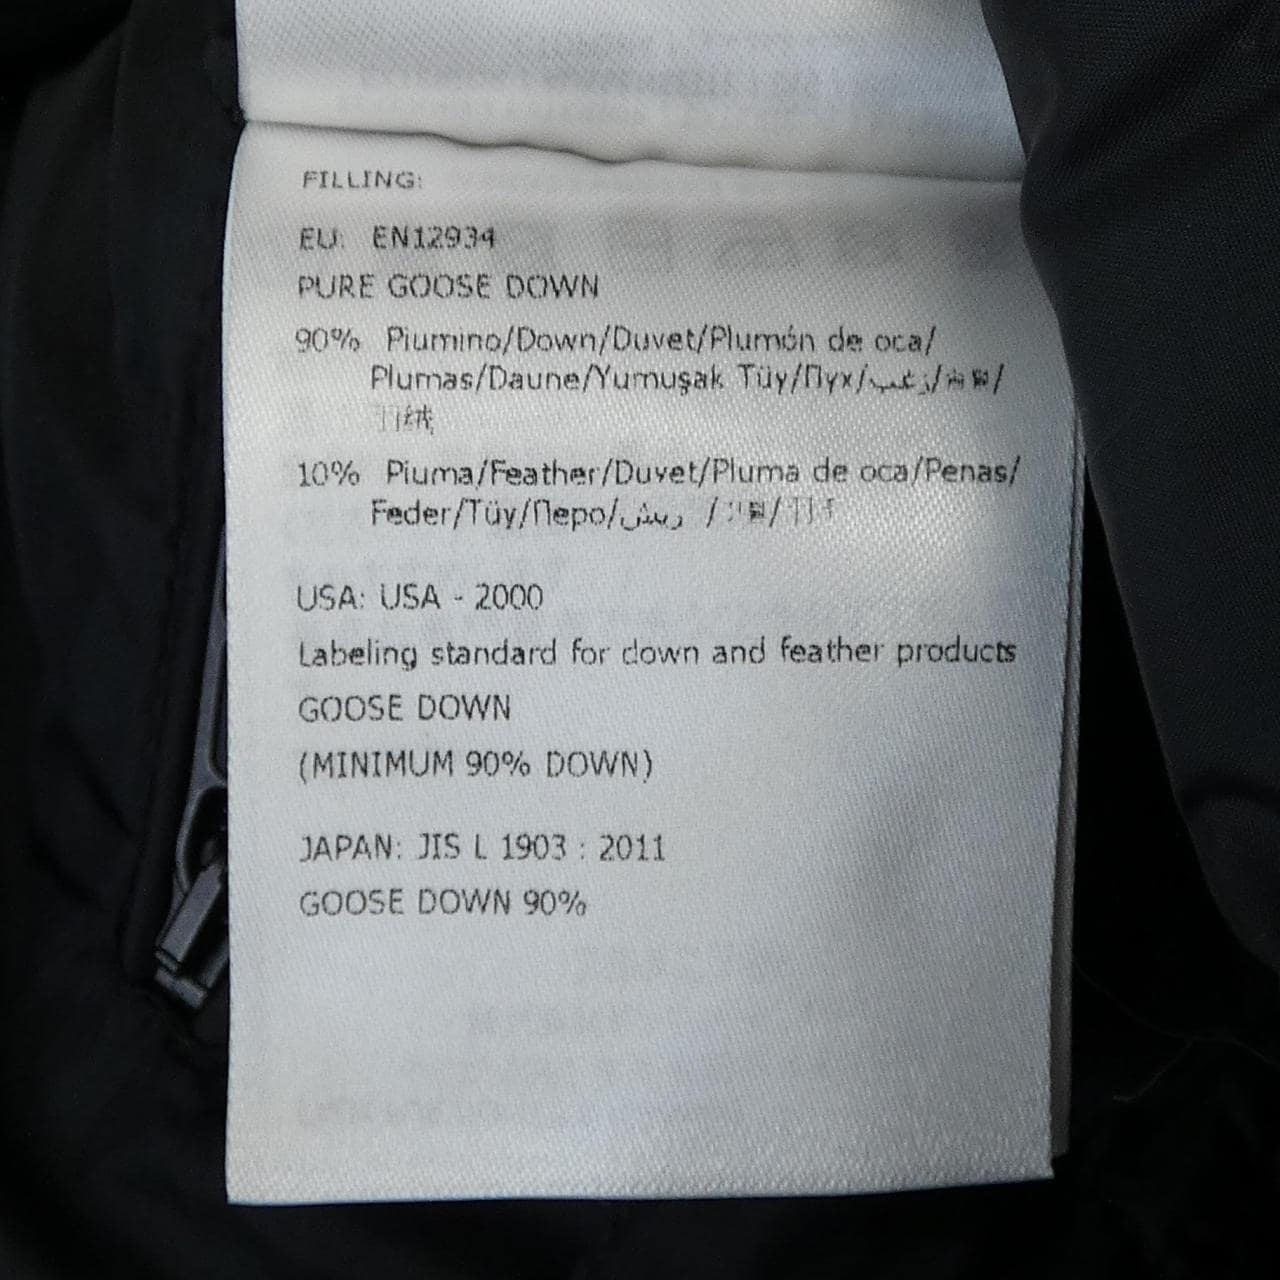 FILLING:
EU: EN12934
PURE GOOSE DOWN
90% Piumino/Down/Duvet/Plumón de oca/
Plumas/Daune/Yumuşak Tüy/Пух/زغب/
10% Piuma/Feather/Duvet/Pluma de oca/Penas/
Feder/Tüy/Перо/ريش /
USA: USA - 2000
Labeling standard for down and feather products
GOOSE DOWN
(MINIMUM 90% DOWN)
JAPAN: JIS L 1903 : 2011
GOOSE DOWN 90%